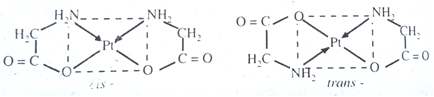 H₂N NH₂ O NH₂
H₂C Pt CH₂ O=C Pt CH₂
C C H₂C C=O
O O O C=O NH₂ O
cis - trans -